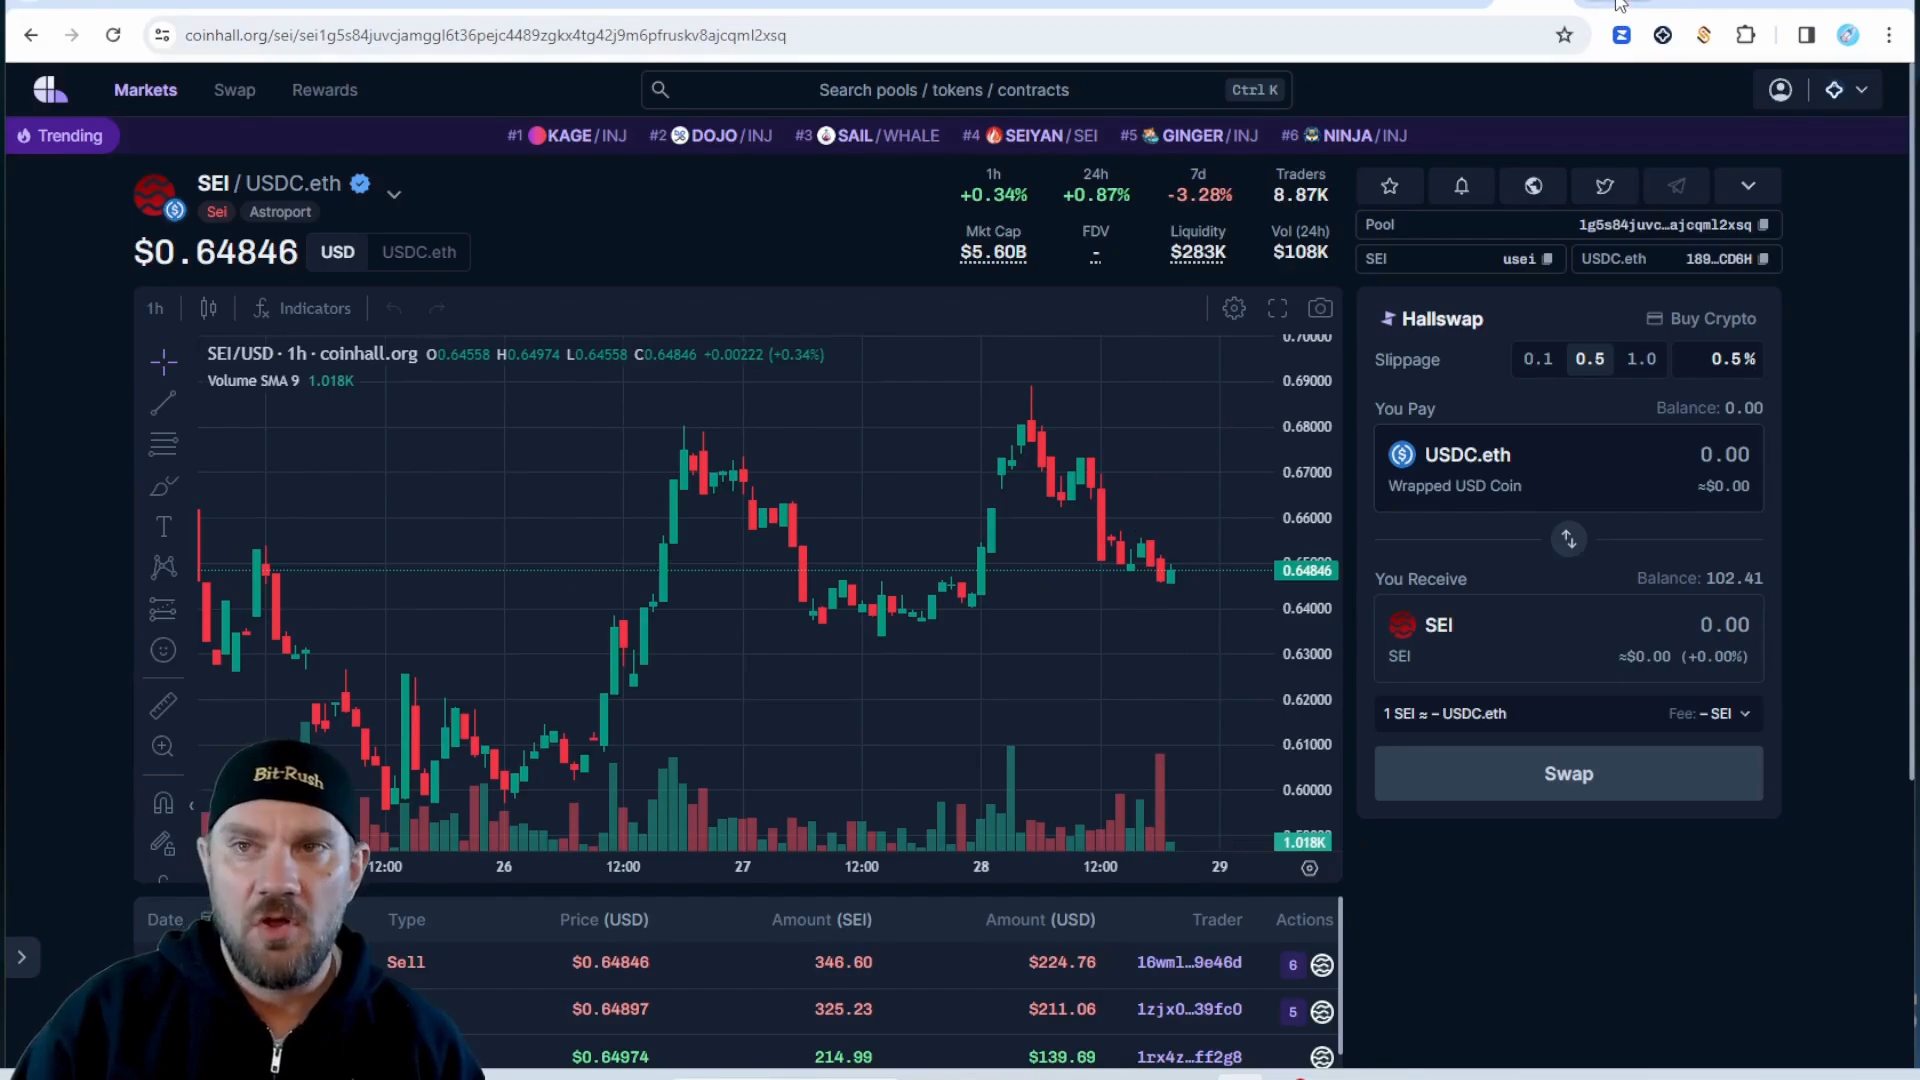 coinhall.org/sei/sei1g5s84juvcjamggl6t36pejc4489zgkx4tg42j9m6pfruskv8ajcqml2xsq
Markets Swap Rewards Search pools / tokens / contracts Ctrl K
Trending #1 KAGE/INJ #2 DOJO/INJ #3 SAIL/WHALE #4 SEIYAN/SEI #5 GINGER/INJ #6 NINJA/INJ
SEI / USDC.eth
Sei Astroport
$0.64846 USD USDC.eth
1h 24h 7d Traders
+0.34% +0.87% -3.28% 8.87K
Mkt Cap FDV Liquidity Vol (24h)
$5.60B - $283K $108K
Pool 1g5s84juvc...ajcqml2xsq
SEI usei USDC.eth 189...CD6H
1h Indicators
SEI/USD · 1h · coinhall.org O0.64558 H0.64974 L0.64558 C0.64846 +0.00222 (+0.34%)
Volume SMA 9 1.018K
0.70000
0.69000
0.68000
0.67000
0.66000
0.64846
0.64000
0.63000
0.62000
0.61000
0.60000
1.018K
12:00 26 12:00 27 12:00 28 12:00 29
Hallswap Buy Crypto
Slippage 0.1 0.5 1.0 0.5%
You Pay Balance: 0.00
USDC.eth 0.00
Wrapped USD Coin ≈$0.00
You Receive Balance: 102.41
SEI 0.00
SEI ≈$0.00 (+0.00%)
1 SEI ≈ – USDC.eth Fee: – SEI
Swap
Bit-Rush
Date Type Price (USD) Amount (SEI) Amount (USD) Trader Actions
Sell $0.64846 346.60 $224.76 16wml...9e46d 6
$0.64897 325.23 $211.06 1zjx0...39fc0 5
$0.64974 214.99 $139.69 1rx4z...ff2g8